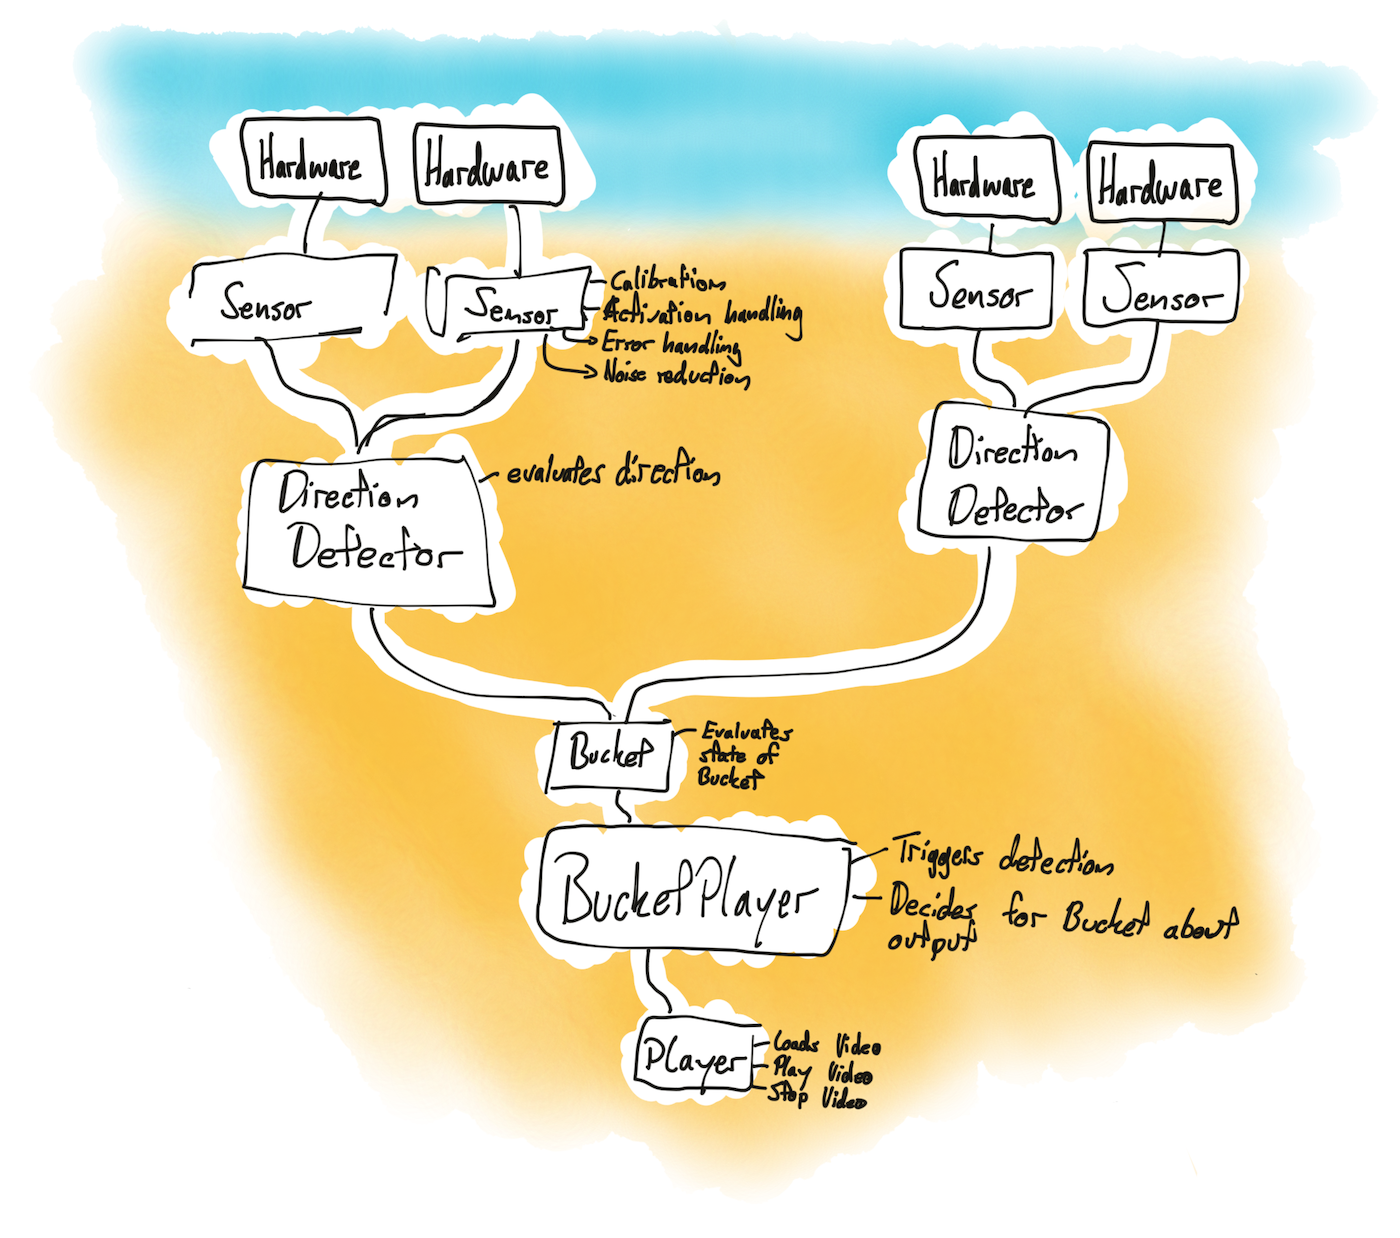 Hardware
Hardware
Hardware
Hardware
Sensor
Sensor
Calibration
Activation handling
Error handling
Noise reduction
Sensor
Sensor
Direction
Detector
evaluates direction
Direction
Detector
Bucket
Evaluates
state of
Bucket
BucketPlayer
Triggers detection
Decides for Bucket about
output
Player
Loads Video
Play Video
Stop Video